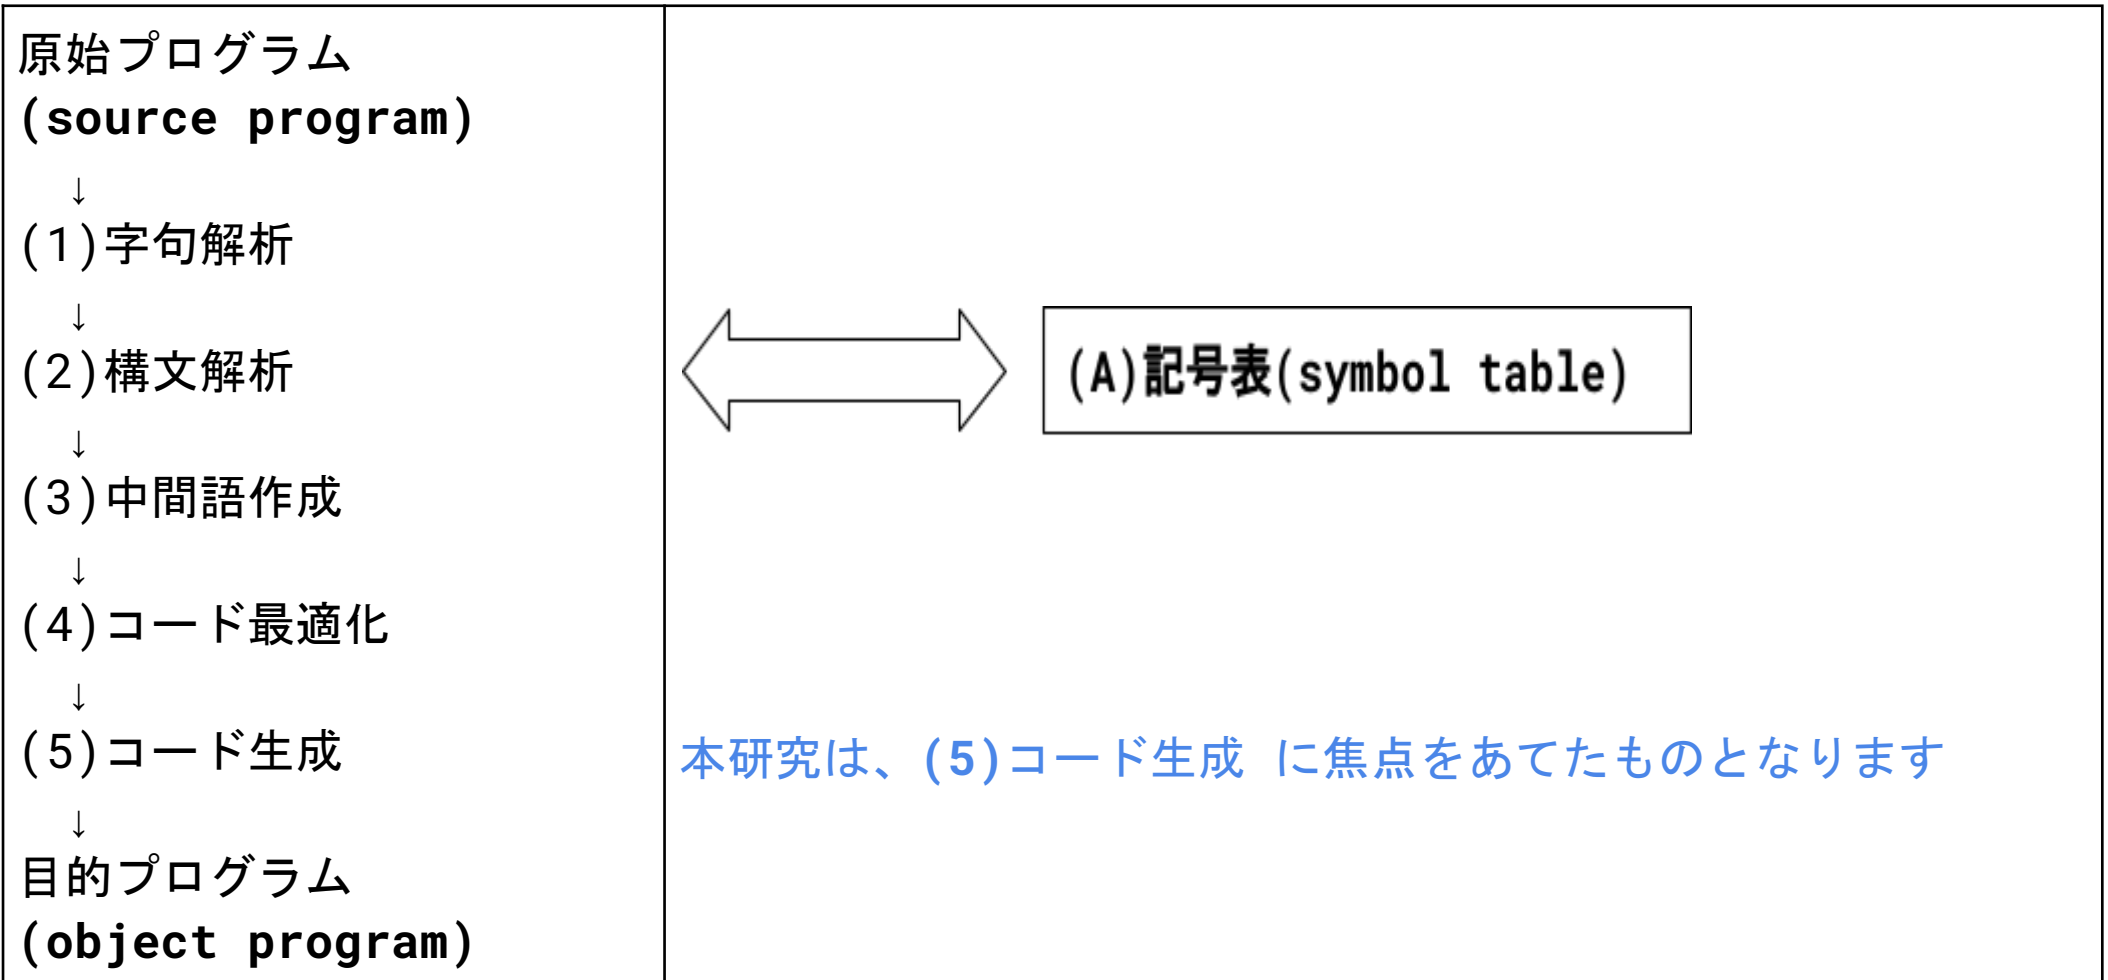 原始プログラム
(source program)
↓
(1)字句解析
↓
(2)構文解析
(A)記号表(symbol table)
↓
(3)中間語作成
↓
(4)コード最適化
↓
(5)コード生成
本研究は、(5)コード生成 に焦点をあてたものとなります
↓
目的プログラム
(object program)